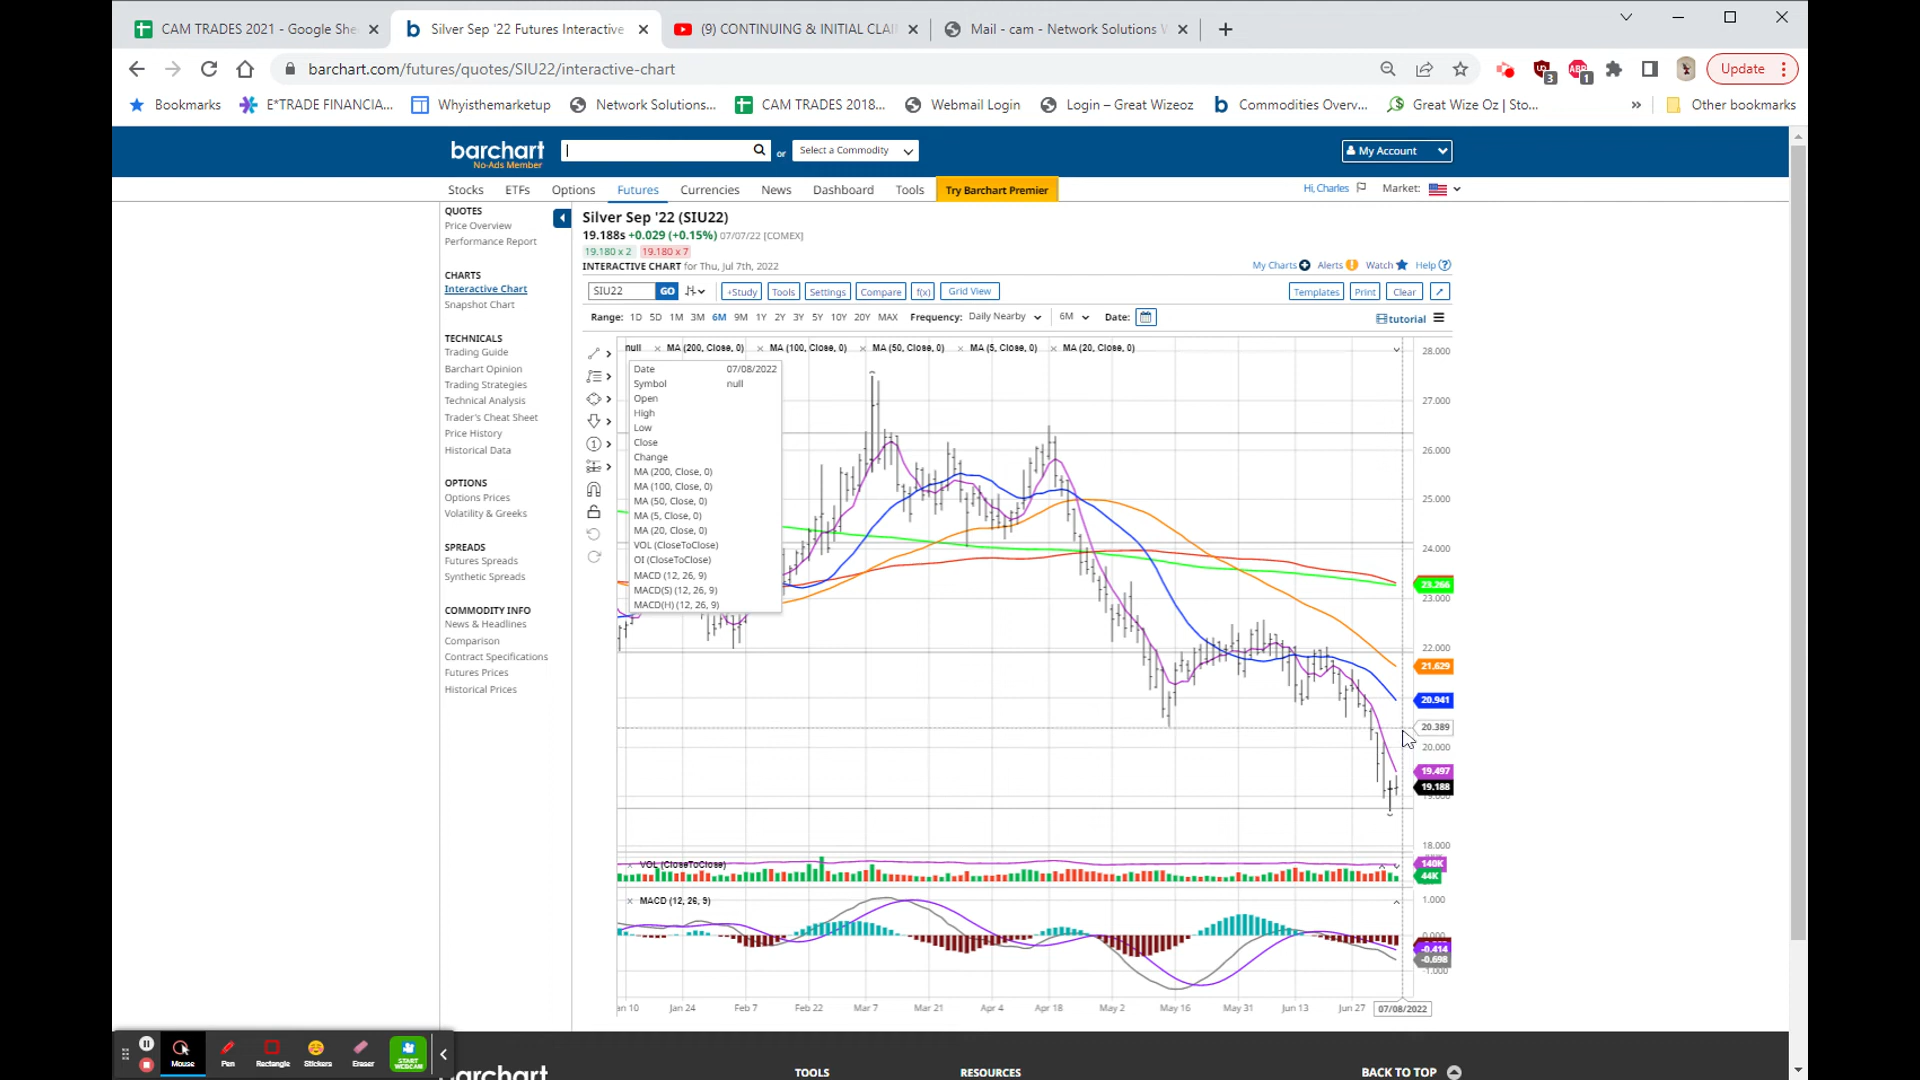 CAM TRADES 2021 - Google She
Silver Sep '22 Futures Interactive
(9) CONTINUING & INITIAL CLAI
Mail - cam - Network Solutions
barchart.com/futures/quotes/SIU22/interactive-chart
Update
Bookmarks
E*TRADE FINANCIA...
Whyisthemarketup
Network Solutions...
CAM TRADES 2018...
Webmail Login
Login – Great Wizeoz
Commodities Overv...
Great Wize Oz | Sto...
»
Other bookmarks
barchart
No-Ads Member
or
Select a Commodity
My Account
Stocks ETFs Options Futures Currencies News Dashboard Tools
Try Barchart Premier
Hi, Charles
Market:
QUOTES
Price Overview
Performance Report
CHARTS
Interactive Chart
Snapshot Chart
TECHNICALS
Trading Guide
Barchart Opinion
Trading Strategies
Technical Analysis
Trader's Cheat Sheet
Price History
Historical Data
OPTIONS
Options Prices
Volatility & Greeks
SPREADS
Futures Spreads
Synthetic Spreads
COMMODITY INFO
News & Headlines
Comparison
Contract Specifications
Futures Prices
Historical Prices
Silver Sep '22 (SIU22)
19.188s +0.029 (+0.15%) 07/07/22 [COMEX]
19.180 x 2 19.180 x 7
INTERACTIVE CHART for Thu, Jul 7th, 2022
My Charts Alerts Watch Help
SIU22 GO +Study Tools Settings Compare f(x) Grid View
Templates Print Clear
Range: 1D 5D 1M 3M 6M 9M 1Y 2Y 3Y 5Y 10Y 20Y MAX Frequency: Daily Nearby 6M Date:
tutorial
null × MA (200, Close, 0) × MA (100, Close, 0) × MA (50, Close, 0) × MA (5, Close, 0) × MA (20, Close, 0)
Date 07/08/2022
Symbol null
Open
High
Low
Close
Change
MA (200, Close, 0)
MA (100, Close, 0)
MA (50, Close, 0)
MA (5, Close, 0)
MA (20, Close, 0)
VOL (CloseToClose)
OI (CloseToClose)
MACD (12, 26, 9)
MACD(S) (12, 26, 9)
MACD(H) (12, 26, 9)
28.000
27.000
26.000
25.000
24.000
23.266
23.000
22.000
21.629
20.941
20.389
20.000
19.497
19.188
19.000
18.000
× VOL (CloseToClose)
140K
44K
× MACD (12, 26, 9)
1.000
0.000
-0.414
-0.698
-1.000
an 10 Jan 24 Feb 7 Feb 22 Mar 7 Mar 21 Apr 4 Apr 18 May 2 May 16 May 31 Jun 13 Jun 27 07/08/2022
Mouse Pen Rectangle Stickers Eraser START WEBCAM
barchart
TOOLS
RESOURCES
BACK TO TOP